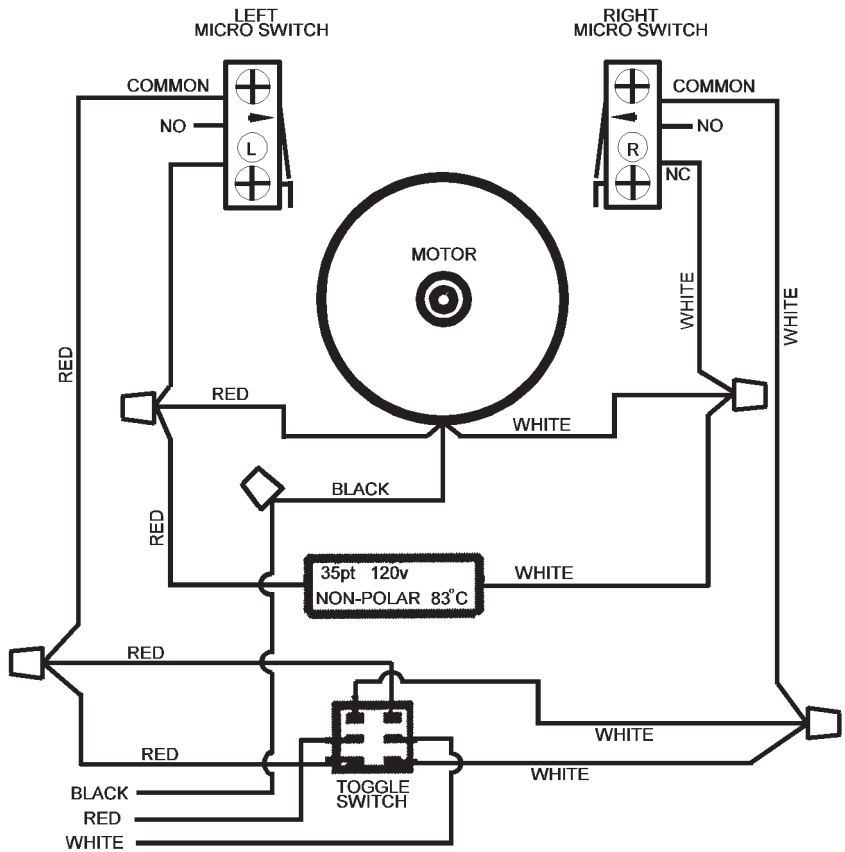 LEFT
MICRO SWITCH
RIGHT
MICRO SWITCH
COMMON
COMMON
NO
NO
L
R
NC
MOTOR
WHITE
WHITE
RED
RED
WHITE
BLACK
RED
35pt 120v
NON-POLAR 83°C
WHITE
RED
WHITE
RED
WHITE
TOGGLE
SWITCH
BLACK
RED
WHITE